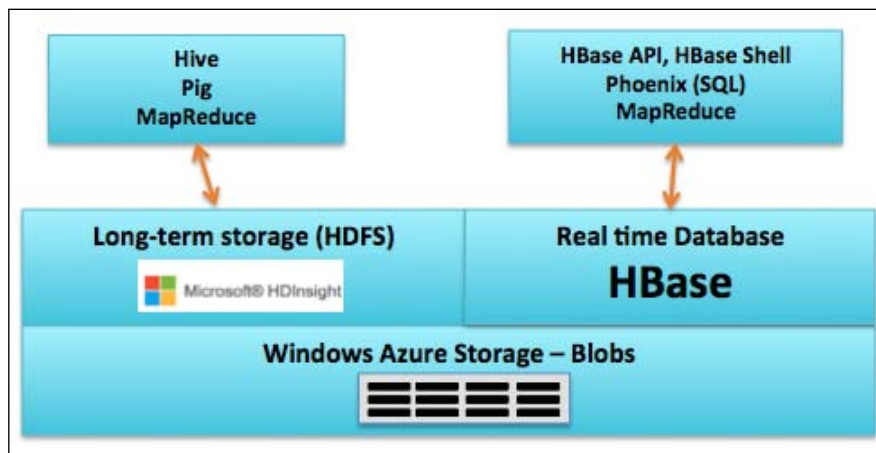 Hive
Pig
MapReduce
HBase API, HBase Shell
Phoenix (SQL)
MapReduce
Long-term storage (HDFS)
Microsoft® HDInsight
Real time Database
HBase
Windows Azure Storage – Blobs